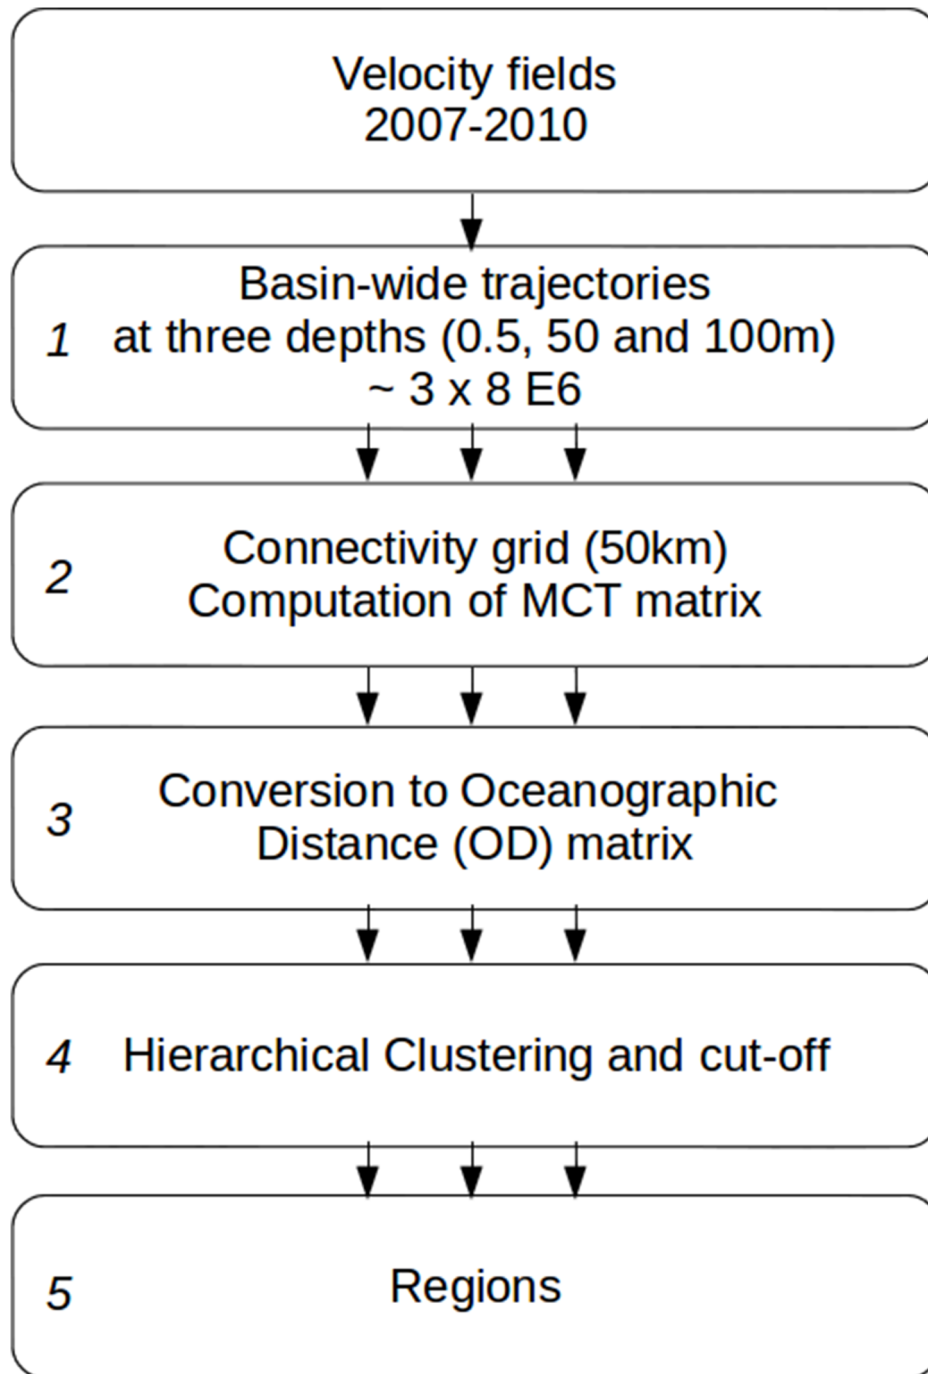 Velocity fields
2007-2010
Basin-wide trajectories
1 at three depths (0.5, 50 and 100m)
~ 3 x 8 E6
Connectivity grid (50km)
2
Computation of MCT matrix
Conversion to Oceanographic
3
Distance (OD) matrix
4 Hierarchical Clustering and cut-off
5 Regions